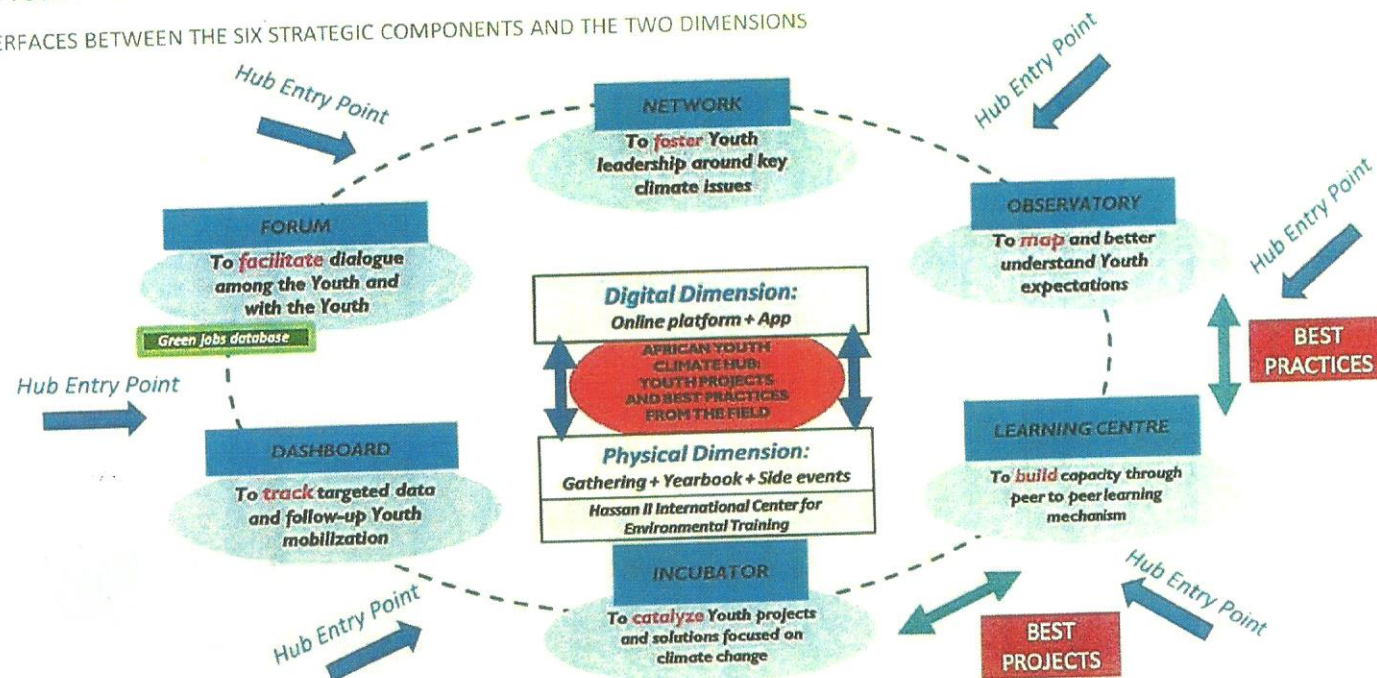 ERFACES BETWEEN THE SIX STRATEGIC COMPONENTS AND THE TWO DIMENSIONS
Hub Entry Point
Hub Entry Point
NETWORK
To foster Youth
leadership around key
climate issues
FORUM
To facilitate dialogue
among the Youth and
with the Youth
Green jobs database
OBSERVATORY
To map and better
understand Youth
expectations
Hub Entry Point
BEST
PRACTICES
Digital Dimension:
Online platform + App
AFRICAN YOUTH
CLIMATE HUB:
YOUTH PROJECTS
AND BEST PRACTICES
FROM THE FIELD
Physical Dimension:
Gathering + Yearbook + Side events
Hassan II International Center for
Environmental Training
Hub Entry Point
DASHBOARD
To track targeted data
and follow-up Youth
mobilization
LEARNING CENTRE
To build capacity through
peer to peer learning
mechanism
Hub Entry Point
INCUBATOR
To catalyze Youth projects
and solutions focused on
climate change
BEST
PROJECTS
Hub Entry Point